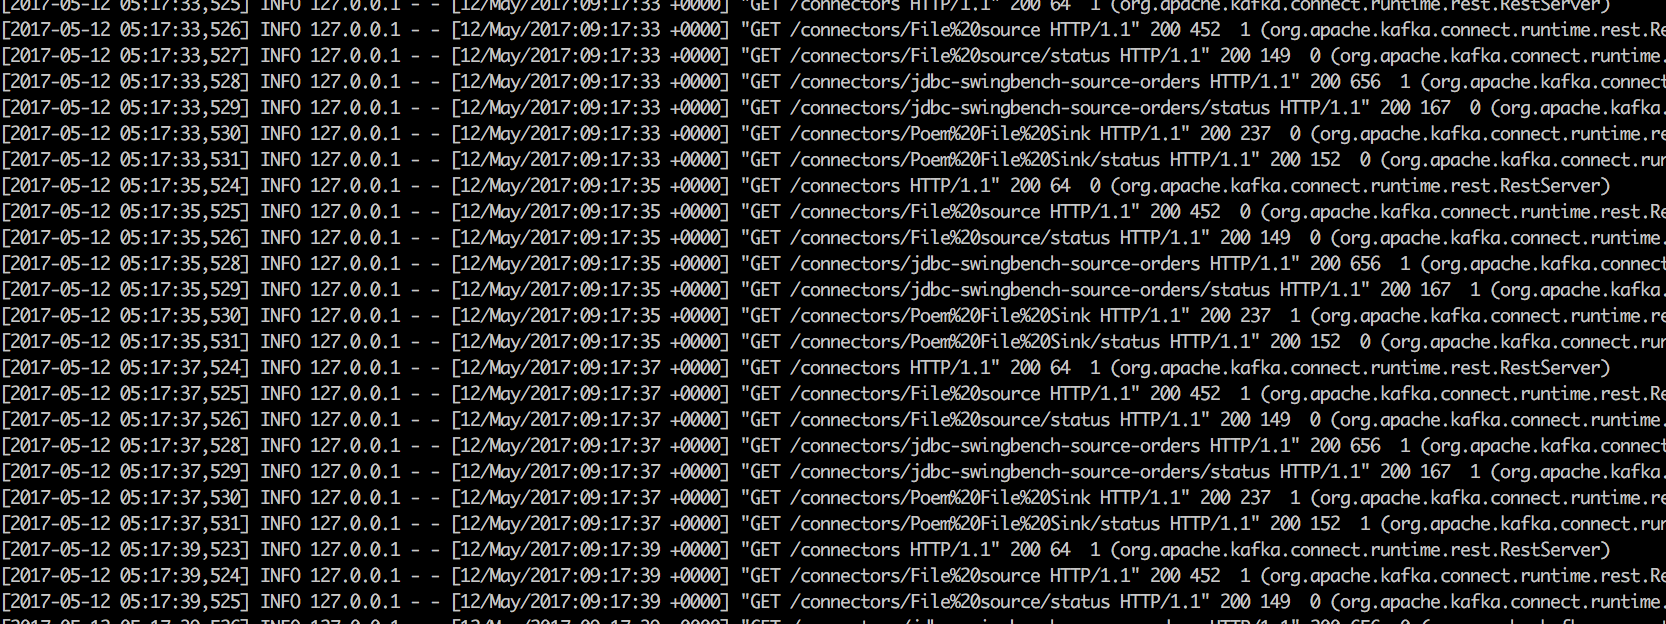 [2017-05-12 05:17:33,525] INFO 127.0.0.1 - - [12/May/2017:09:17:33 +0000] "GET /connectors HTTP/1.1" 200 64  1 (org.apache.kafka.connect.runtime.rest.RestServer)
[2017-05-12 05:17:33,526] INFO 127.0.0.1 - - [12/May/2017:09:17:33 +0000] "GET /connectors/File%20source HTTP/1.1" 200 452  1 (org.apache.kafka.connect.runtime.rest.Re
[2017-05-12 05:17:33,527] INFO 127.0.0.1 - - [12/May/2017:09:17:33 +0000] "GET /connectors/File%20source/status HTTP/1.1" 200 149  0 (org.apache.kafka.connect.runtime.
[2017-05-12 05:17:33,528] INFO 127.0.0.1 - - [12/May/2017:09:17:33 +0000] "GET /connectors/jdbc-swingbench-source-orders HTTP/1.1" 200 656  1 (org.apache.kafka.connect
[2017-05-12 05:17:33,529] INFO 127.0.0.1 - - [12/May/2017:09:17:33 +0000] "GET /connectors/jdbc-swingbench-source-orders/status HTTP/1.1" 200 167  0 (org.apache.kafka.
[2017-05-12 05:17:33,530] INFO 127.0.0.1 - - [12/May/2017:09:17:33 +0000] "GET /connectors/Poem%20File%20Sink HTTP/1.1" 200 237  0 (org.apache.kafka.connect.runtime.re
[2017-05-12 05:17:33,531] INFO 127.0.0.1 - - [12/May/2017:09:17:33 +0000] "GET /connectors/Poem%20File%20Sink/status HTTP/1.1" 200 152  0 (org.apache.kafka.connect.run
[2017-05-12 05:17:35,524] INFO 127.0.0.1 - - [12/May/2017:09:17:35 +0000] "GET /connectors HTTP/1.1" 200 64  0 (org.apache.kafka.connect.runtime.rest.RestServer)
[2017-05-12 05:17:35,525] INFO 127.0.0.1 - - [12/May/2017:09:17:35 +0000] "GET /connectors/File%20source HTTP/1.1" 200 452  0 (org.apache.kafka.connect.runtime.rest.Re
[2017-05-12 05:17:35,526] INFO 127.0.0.1 - - [12/May/2017:09:17:35 +0000] "GET /connectors/File%20source/status HTTP/1.1" 200 149  0 (org.apache.kafka.connect.runtime.
[2017-05-12 05:17:35,528] INFO 127.0.0.1 - - [12/May/2017:09:17:35 +0000] "GET /connectors/jdbc-swingbench-source-orders HTTP/1.1" 200 656  1 (org.apache.kafka.connect
[2017-05-12 05:17:35,529] INFO 127.0.0.1 - - [12/May/2017:09:17:35 +0000] "GET /connectors/jdbc-swingbench-source-orders/status HTTP/1.1" 200 167  1 (org.apache.kafka.
[2017-05-12 05:17:35,530] INFO 127.0.0.1 - - [12/May/2017:09:17:35 +0000] "GET /connectors/Poem%20File%20Sink HTTP/1.1" 200 237  1 (org.apache.kafka.connect.runtime.re
[2017-05-12 05:17:35,531] INFO 127.0.0.1 - - [12/May/2017:09:17:35 +0000] "GET /connectors/Poem%20File%20Sink/status HTTP/1.1" 200 152  0 (org.apache.kafka.connect.run
[2017-05-12 05:17:37,524] INFO 127.0.0.1 - - [12/May/2017:09:17:37 +0000] "GET /connectors HTTP/1.1" 200 64  1 (org.apache.kafka.connect.runtime.rest.RestServer)
[2017-05-12 05:17:37,525] INFO 127.0.0.1 - - [12/May/2017:09:17:37 +0000] "GET /connectors/File%20source HTTP/1.1" 200 452  1 (org.apache.kafka.connect.runtime.rest.Re
[2017-05-12 05:17:37,526] INFO 127.0.0.1 - - [12/May/2017:09:17:37 +0000] "GET /connectors/File%20source/status HTTP/1.1" 200 149  0 (org.apache.kafka.connect.runtime.
[2017-05-12 05:17:37,528] INFO 127.0.0.1 - - [12/May/2017:09:17:37 +0000] "GET /connectors/jdbc-swingbench-source-orders HTTP/1.1" 200 656  1 (org.apache.kafka.connect
[2017-05-12 05:17:37,529] INFO 127.0.0.1 - - [12/May/2017:09:17:37 +0000] "GET /connectors/jdbc-swingbench-source-orders/status HTTP/1.1" 200 167  1 (org.apache.kafka.
[2017-05-12 05:17:37,530] INFO 127.0.0.1 - - [12/May/2017:09:17:37 +0000] "GET /connectors/Poem%20File%20Sink HTTP/1.1" 200 237  1 (org.apache.kafka.connect.runtime.re
[2017-05-12 05:17:37,531] INFO 127.0.0.1 - - [12/May/2017:09:17:37 +0000] "GET /connectors/Poem%20File%20Sink/status HTTP/1.1" 200 152  1 (org.apache.kafka.connect.run
[2017-05-12 05:17:39,523] INFO 127.0.0.1 - - [12/May/2017:09:17:39 +0000] "GET /connectors HTTP/1.1" 200 64  1 (org.apache.kafka.connect.runtime.rest.RestServer)
[2017-05-12 05:17:39,524] INFO 127.0.0.1 - - [12/May/2017:09:17:39 +0000] "GET /connectors/File%20source HTTP/1.1" 200 452  1 (org.apache.kafka.connect.runtime.rest.Re
[2017-05-12 05:17:39,525] INFO 127.0.0.1 - - [12/May/2017:09:17:39 +0000] "GET /connectors/File%20source/status HTTP/1.1" 200 149  0 (org.apache.kafka.connect.runtime.